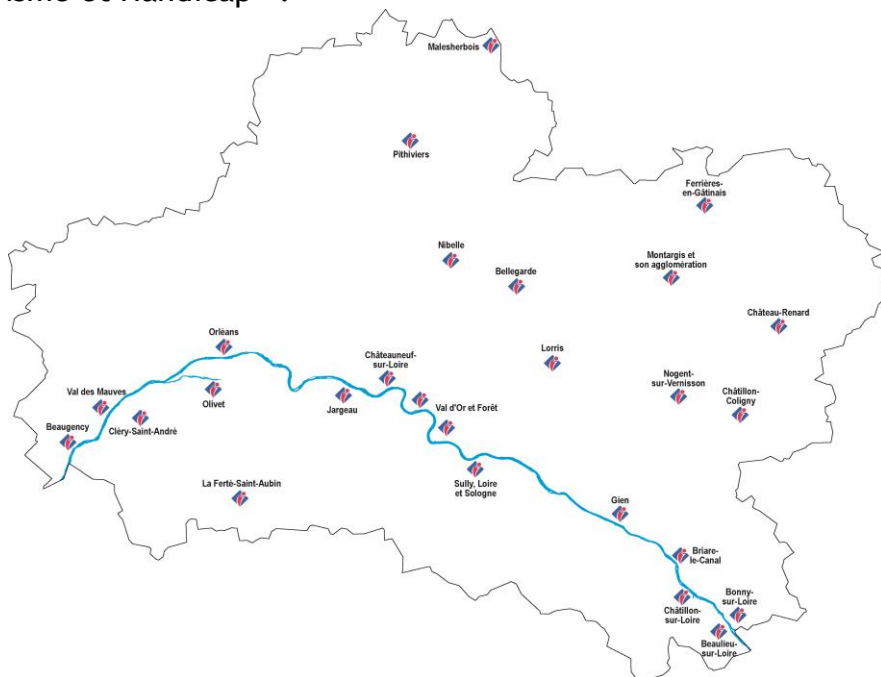 Malesherbois
Pithiviers
Ferrières-
en-Gâtinais
Nibelle
Bellegarde
Montargis et
son agglomération
Château-Renard
Orléans
Châteauneuf-
sur-Loire
Lorris
Nogent-
sur-Vernisson
Châtillon-
Coligny
Val des Mauves
Olivet
Jargeau
Val d'Or et Forêt
Beaugency
Cléry-Saint-André
La Ferté-Saint-Aubin
Sully, Loire
et Sologne
Gien
Briare-
le-Canal
Châtillon-
sur-Loire
Bonny-
sur-Loire
Beaulieu-
sur-Loire